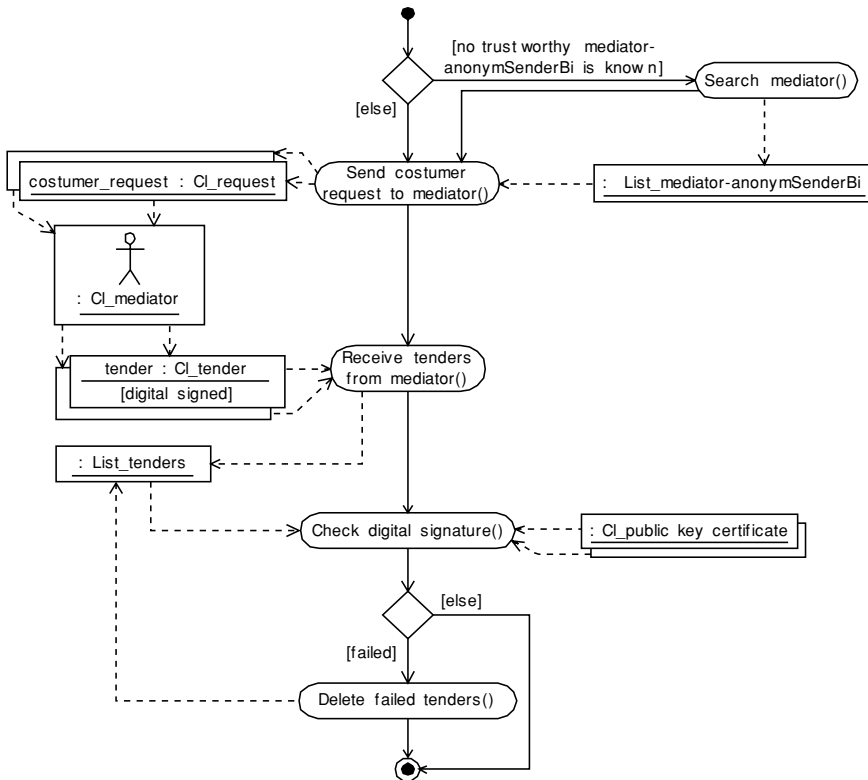 [no trust worthy mediator-
anonymSenderBi is know n]
Search mediator()
[else]
Send costumer
request to mediator()
costumer_request : Cl_request
: List_mediator-anonymSenderBi
: Cl_mediator
Receive tenders
from mediator()
tender : Cl_tender
[digital signed]
: List_tenders
Check digital signature()
: Cl_public key certificate
[else]
[failed]
Delete failed tenders()